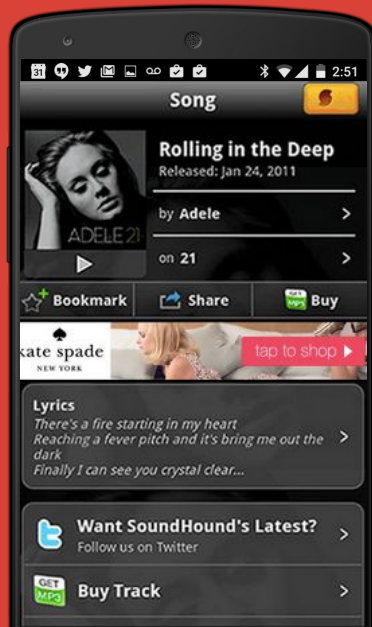 31
2:51
Song
Rolling in the Deep
Released: Jan 24, 2011
by Adele
ADELE 21
on 21
Bookmark
Share
GET
MP3
Buy
kate spade
NEW YORK
tap to shop
Lyrics
There's a fire starting in my heart
Reaching a fever pitch and it's bring me out the
dark
Finally I can see you crystal clear...
Want SoundHound's Latest?
Follow us on Twitter
GET
MP3
Buy Track